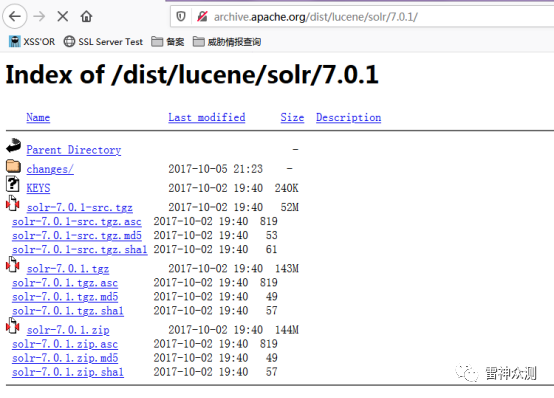 archive.apache.org/dist/lucene/solr/7.0.1/
XSS'OR SSL Server Test 备案 威胁情报查询
Index of /dist/lucene/solr/7.0.1
Name Last modified Size Description
Parent Directory -
changes/ 2017-10-05 21:23 -
KEYS 2017-10-02 19:40 240K
solr-7.0.1-src.tgz 2017-10-02 19:40 52M
solr-7.0.1-src.tgz.asc 2017-10-02 19:40 819
solr-7.0.1-src.tgz.md5 2017-10-02 19:40 53
solr-7.0.1-src.tgz.sha1 2017-10-02 19:40 61
solr-7.0.1.tgz 2017-10-02 19:40 143M
solr-7.0.1.tgz.asc 2017-10-02 19:40 819
solr-7.0.1.tgz.md5 2017-10-02 19:40 49
solr-7.0.1.tgz.sha1 2017-10-02 19:40 57
solr-7.0.1.zip 2017-10-02 19:40 144M
solr-7.0.1.zip.asc 2017-10-02 19:40 819
solr-7.0.1.zip.md5 2017-10-02 19:40 49
solr-7.0.1.zip.sha1 2017-10-02 19:40 57
雷神众测